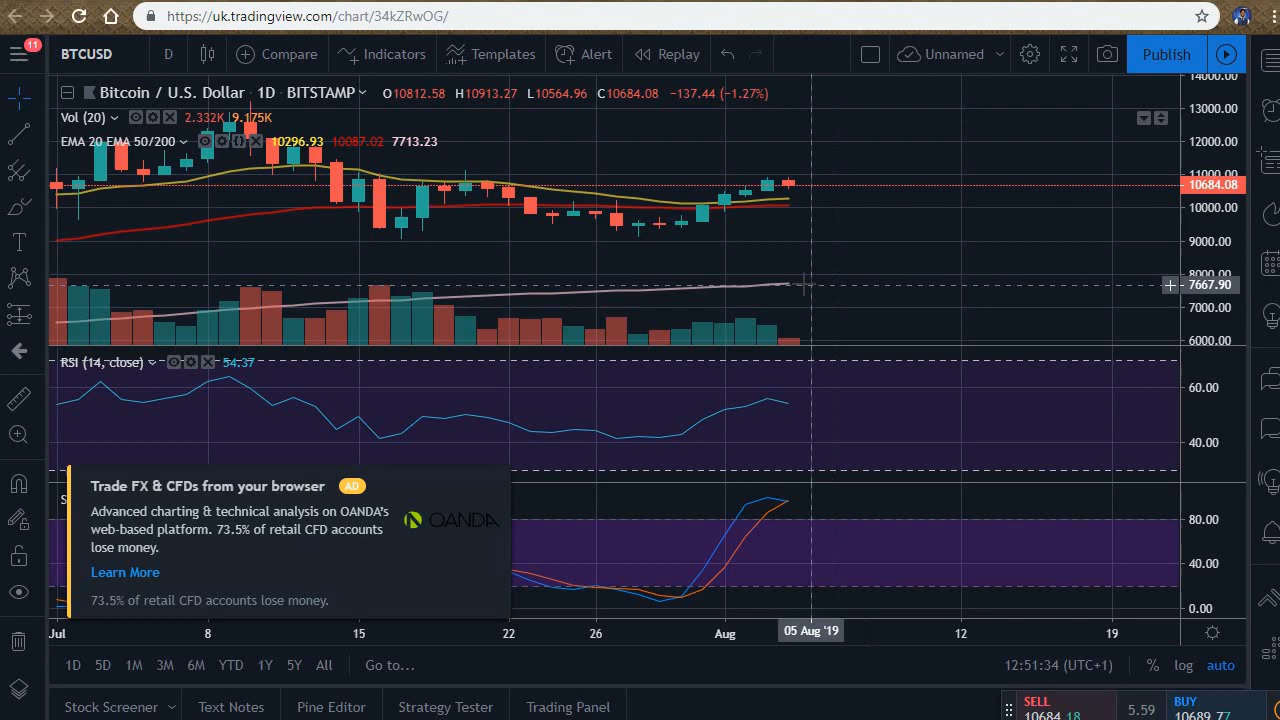 https://uk.tradingview.com/chart/34kZRwOG/
11
BTCUSD D Compare Indicators Templates Alert Replay Unnamed Publish
Bitcoin / U.S. Dollar 1D BITSTAMP O10812.58 H10913.27 L10564.96 C10684.08 −137.44 (−1.27%)
Vol (20) 2.332K 9.175K
EMA 20 EMA 50/200 10296.93 10087.02 7713.23
14000.00
13000.00
12000.00
11000.00
10684.08
10000.00
9000.00
8000.00
7667.90
7000.00
6000.00
RSI (14, close) 54.37
60.00
40.00
S
Trade FX & CFDs from your browser AD
Advanced charting & technical analysis on OANDA's
web-based platform. 73.5% of retail CFD accounts
lose money.
OANDA
Learn More
73.5% of retail CFD accounts lose money.
80.00
40.00
0.00
Jul 8 15 22 26 Aug 05 Aug '19 12 19
1D 5D 1M 3M 6M YTD 1Y 5Y All Go to... 12:51:34 (UTC+1) % log auto
Stock Screener Text Notes Pine Editor Strategy Tester Trading Panel
SELL
10684.18
5.59
BUY
10689.77